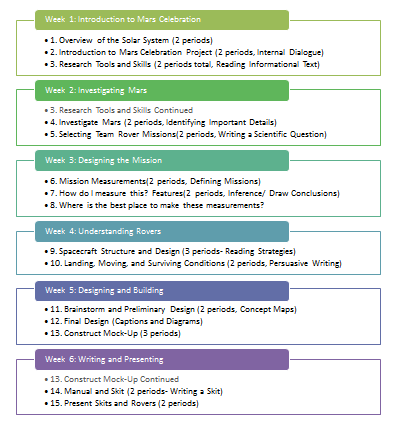 Week 1: Introduction to Mars Celebration
• 1. Overview of the Solar System (2 periods)
• 2. Introduction to Mars Celebration Project (2 periods, Internal Dialogue)
• 3. Research Tools and Skills (2 periods total, Reading Informational Text)
Week 2: Investigating Mars
• 3. Research Tools and Skills Continued
• 4. Investigate Mars (2 periods, Identifying Important Details)
• 5. Selecting Team Rover Missions(2 periods, Writing a Scientific Question)
Week 3: Designing the Mission
• 6. Mission Measurements(2 periods, Defining Missions)
• 7. How do I measure this? Features(2 periods, Inference/ Draw Conclusions)
• 8. Where is the best place to make these measurements?
Week 4: Understanding Rovers
• 9. Spacecraft Structure and Design (3 periods- Reading Strategies)
• 10. Landing, Moving, and Surviving Conditions (2 periods, Persuasive Writing)
Week 5: Designing and Building
• 11. Brainstorm and Preliminary Design (2 periods, Concept Maps)
• 12. Final Design (Captions and Diagrams)
• 13. Construct Mock-Up (3 periods)
Week 6: Writing and Presenting
• 13. Construct Mock-Up Continued
• 14. Manual and Skit (2 periods- Writing a Skit)
• 15. Present Skits and Rovers (2 periods)